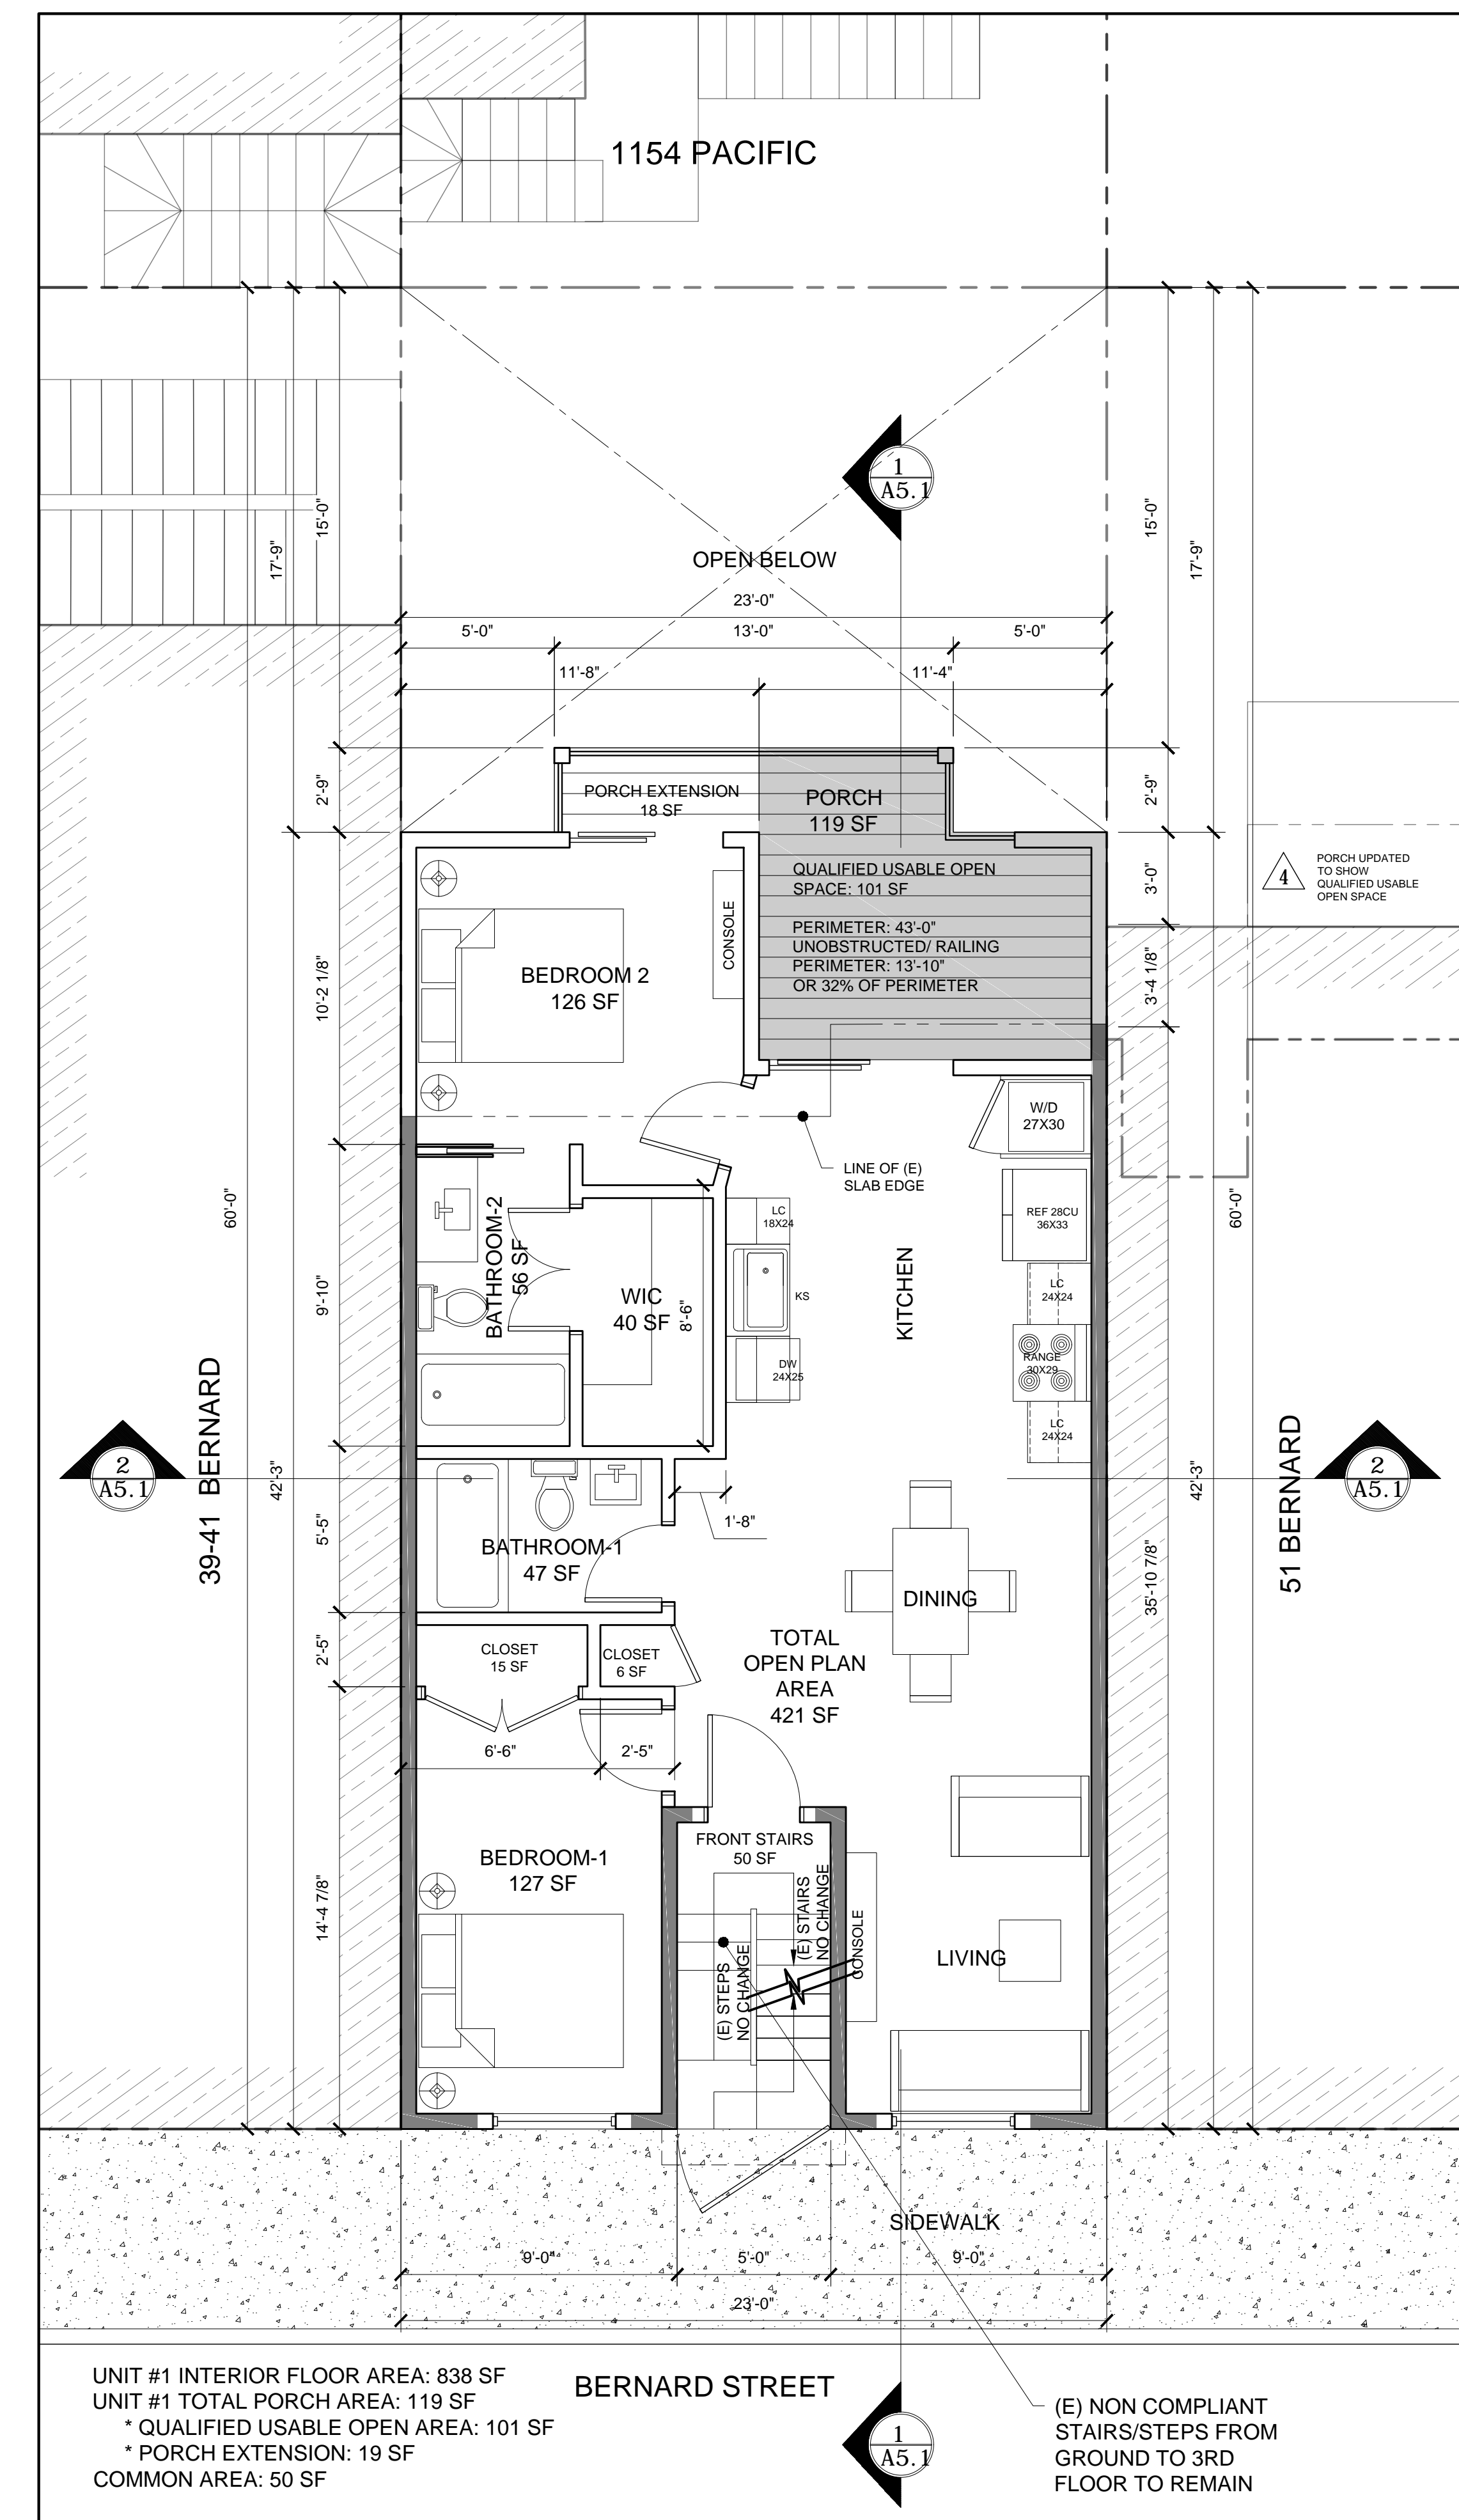 1154 PACIFIC
1
A5.1
OPEN BELOW
23'-0"
5'-0"
13'-0"
5'-0"
11'-8"
11'-4"
15'-0"
17'-9"
15'-0"
17'-9"
2'-9"
2'-9"
PORCH EXTENSION
18 SF
PORCH
119 SF
QUALIFIED USABLE OPEN
SPACE: 101 SF
PERIMETER: 43'-0"
UNOBSTRUCTED/ RAILING
PERIMETER: 13'-10"
OR 32% OF PERIMETER
3'-0"
3'-4 1/8"
4
PORCH UPDATED
TO SHOW
QUALIFIED USABLE
OPEN SPACE
CONSOLE
BEDROOM 2
126 SF
10'-2 1/8"
W/D
27X30
LINE OF (E)
SLAB EDGE
60'-0"
60'-0"
REF 28CU
36X33
LC
18X24
BATHROOM-2
56 SF
WIC
40 SF
8'-6"
KS
KITCHEN
LC
24X24
9'-10"
DW
24X25
RANGE
30X29
LC
24X24
39-41 BERNARD
2
A5.1
42'-3"
42'-3"
51 BERNARD
2
A5.1
5'-5"
1'-8"
BATHROOM-1
47 SF
DINING
35'-10 7/8"
2'-5"
CLOSET
15 SF
CLOSET
6 SF
TOTAL
OPEN PLAN
AREA
421 SF
6'-6"
2'-5"
FRONT STAIRS
50 SF
BEDROOM-1
127 SF
14'-4 7/8"
(E) STAIRS
NO CHANGE
(E) STEPS
NO CHANGE
CONSOLE
LIVING
SIDEWALK
9'-0"
5'-0"
9'-0"
23'-0"
UNIT #1 INTERIOR FLOOR AREA: 838 SF
UNIT #1 TOTAL PORCH AREA: 119 SF
* QUALIFIED USABLE OPEN AREA: 101 SF
* PORCH EXTENSION: 19 SF
COMMON AREA: 50 SF
BERNARD STREET
1
A5.1
(E) NON COMPLIANT
STAIRS/STEPS FROM
GROUND TO 3RD
FLOOR TO REMAIN